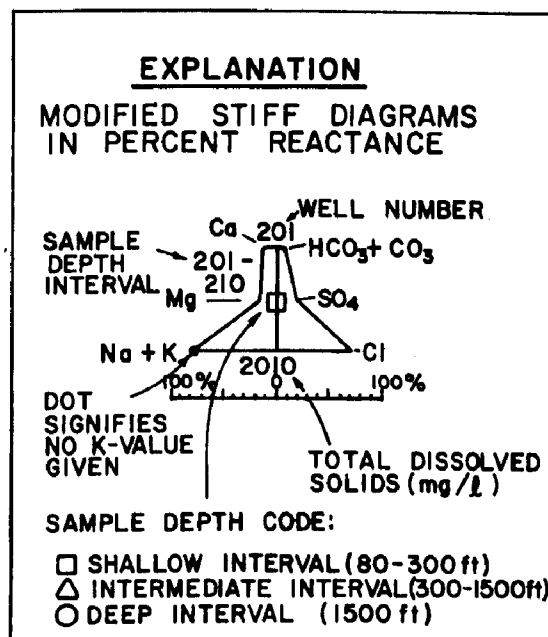 EXPLANATION
MODIFIED STIFF DIAGRAMS
IN PERCENT REACTANCE
WELL NUMBER
Ca 201 HCO₃+ CO₃
SAMPLE
DEPTH
INTERVAL
201-
210
Mg SO₄
Na + K Cl
2010
100% 0 100%
DOT
SIGNIFIES
NO K-VALUE
GIVEN
TOTAL DISSOLVED
SOLIDS (mg/ℓ)
SAMPLE DEPTH CODE:
□ SHALLOW INTERVAL (80-300 ft)
△ INTERMEDIATE INTERVAL(300-1500ft)
○ DEEP INTERVAL (1500 ft)